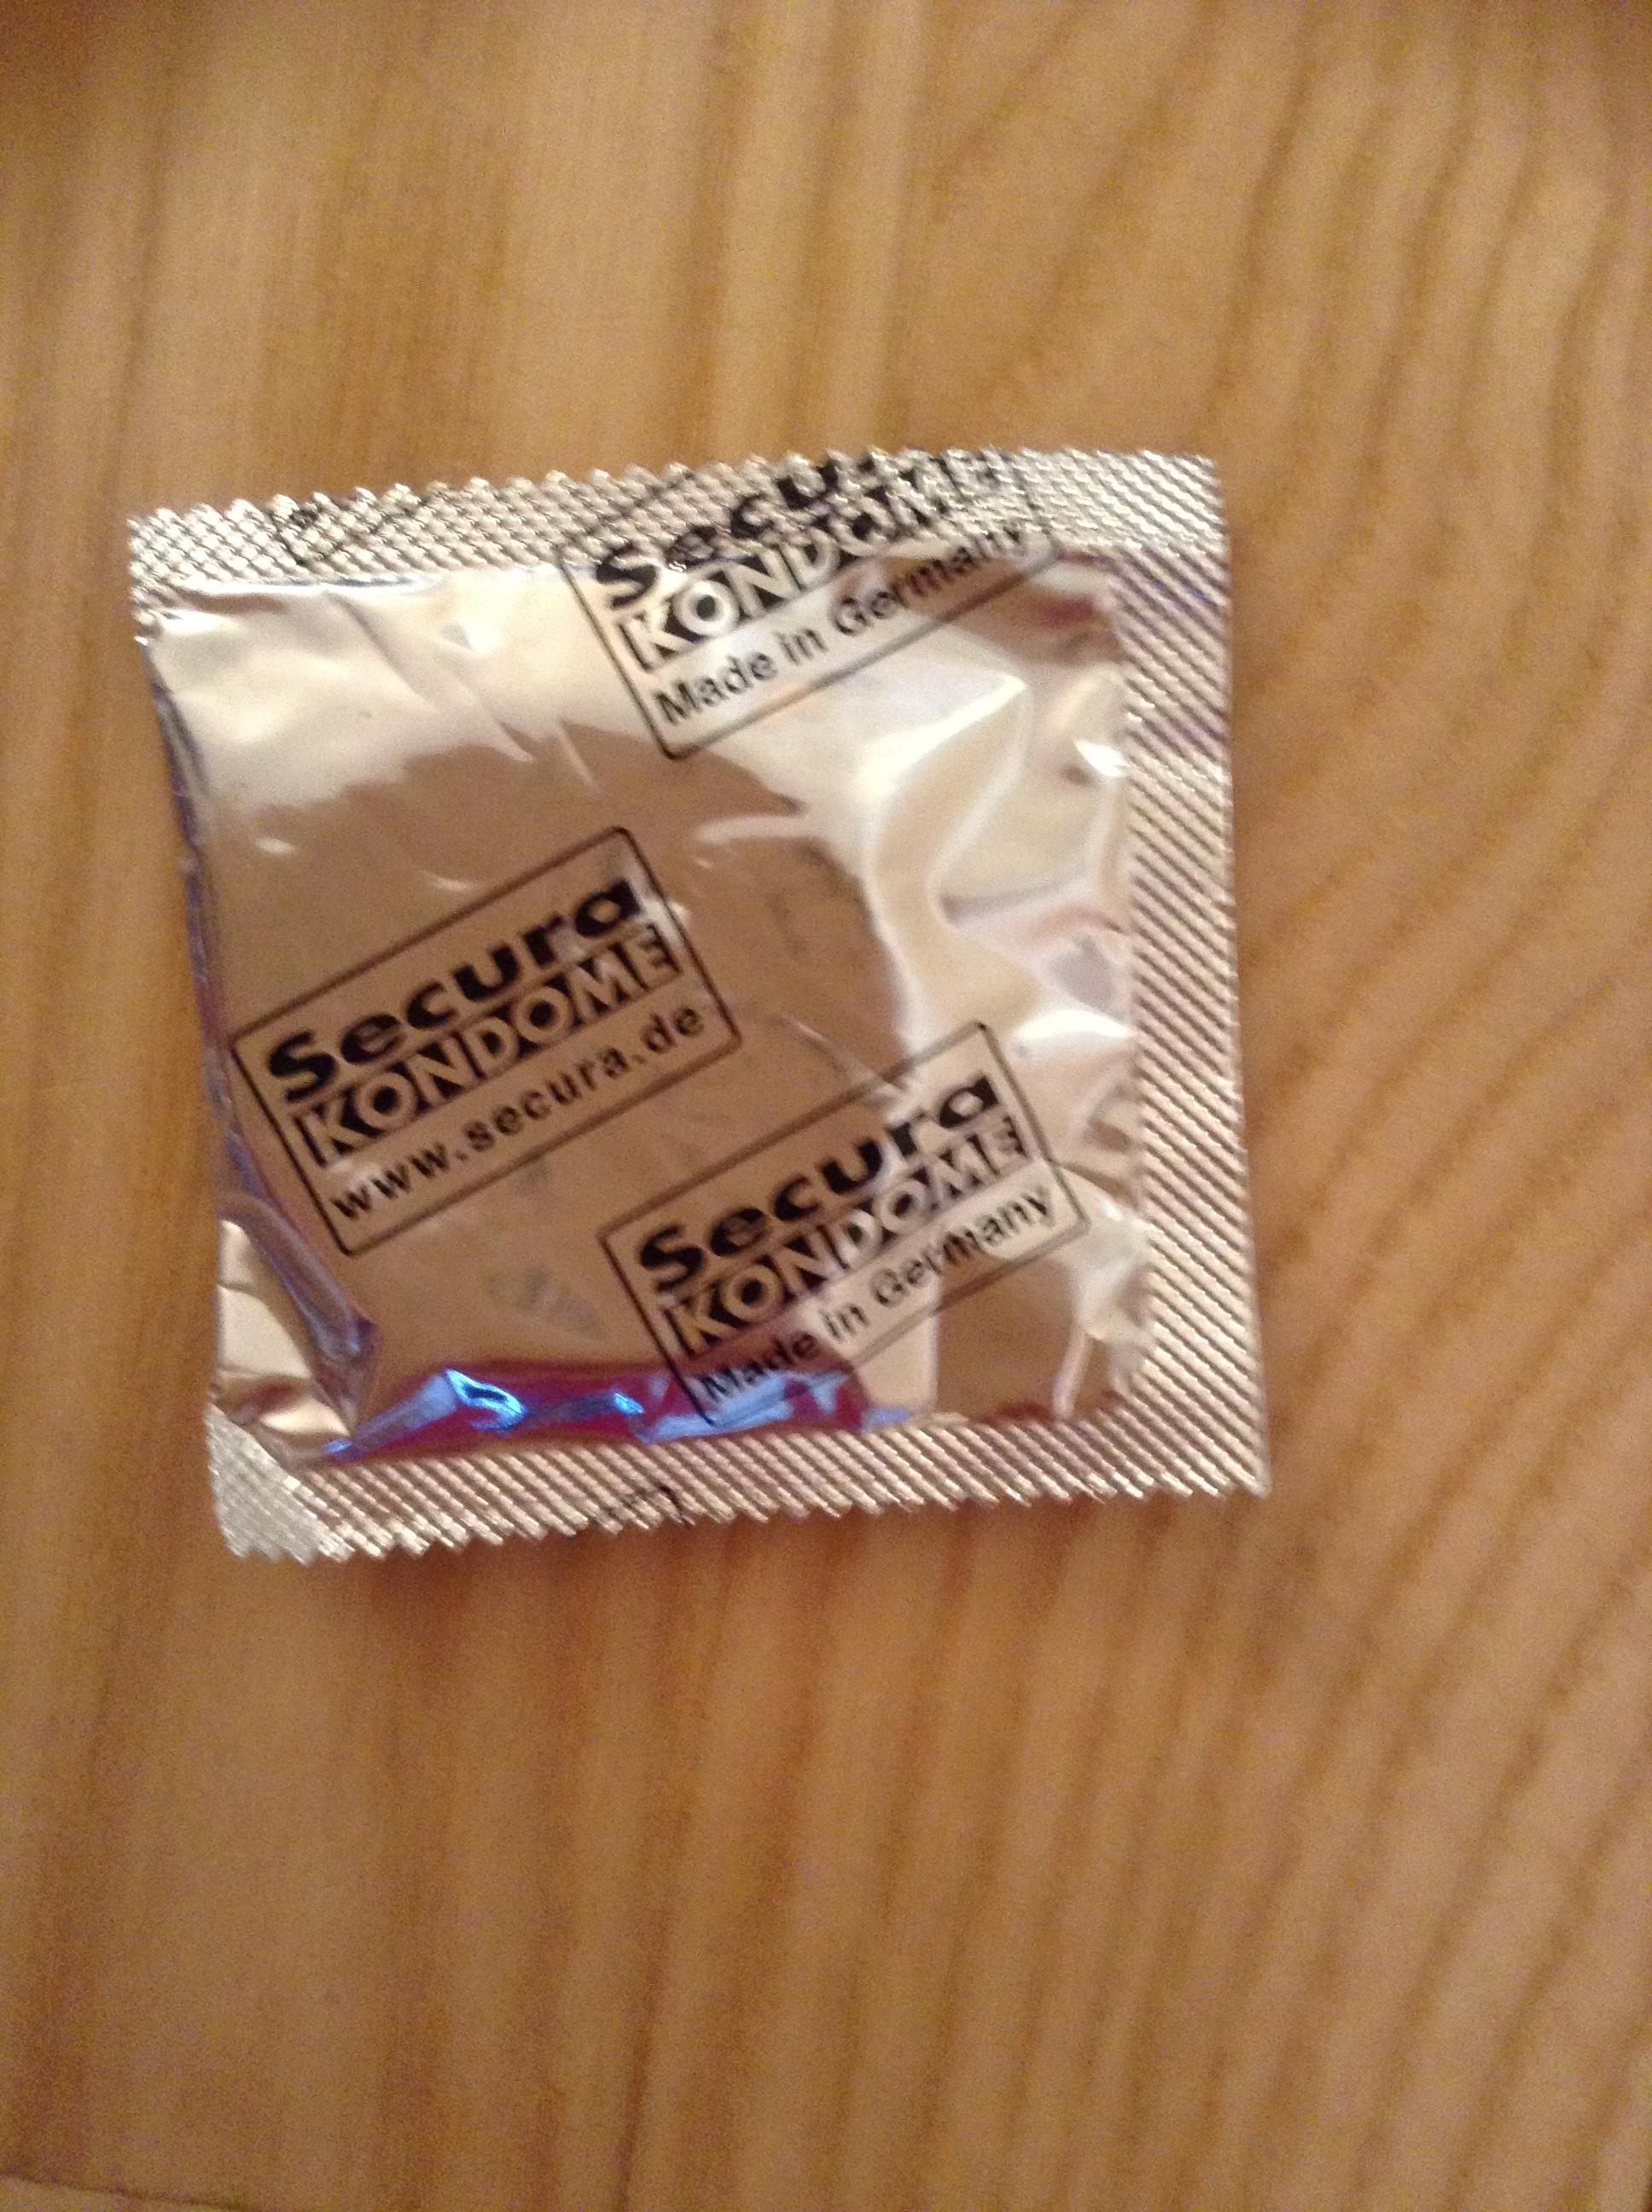 Secura
KONDOME
Made in Germany
Secura
KONDOME
www.secura.de
Secura
KONDOME
Made in Germany